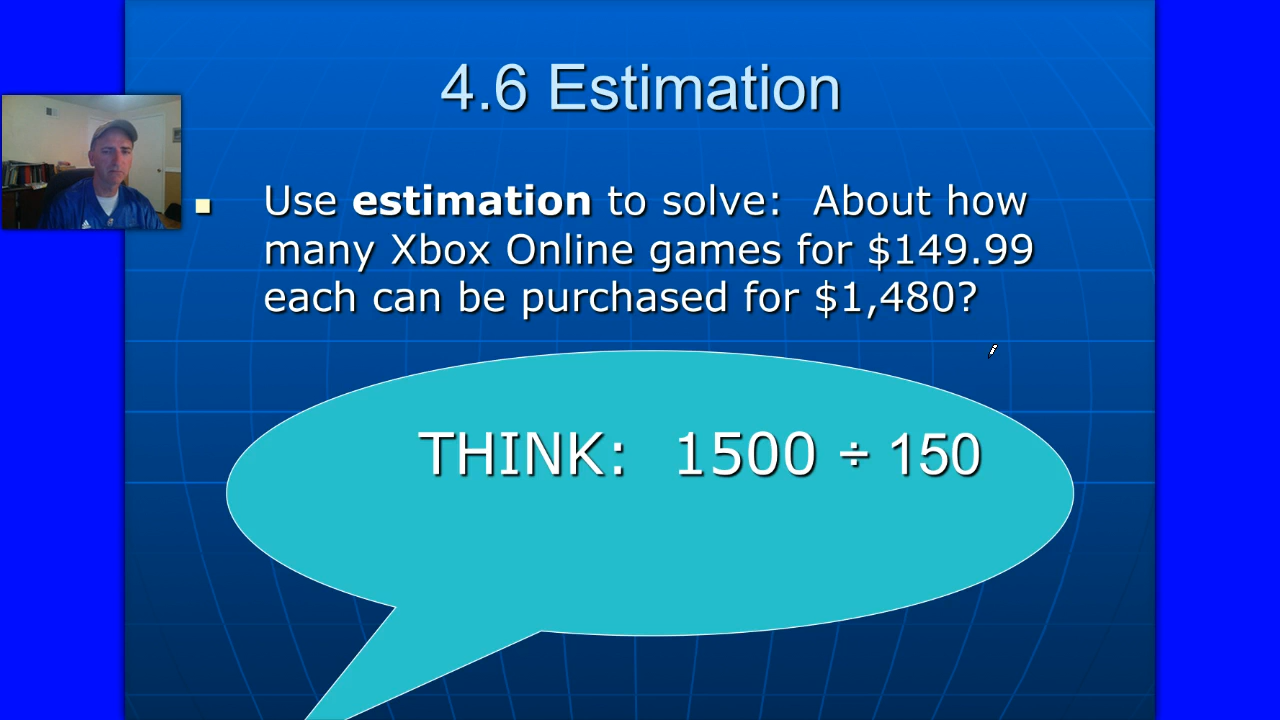 4.6 Estimation
Use estimation to solve: About how
many Xbox Online games for $149.99
each can be purchased for $1,480?
THINK: 1500 ÷ 150